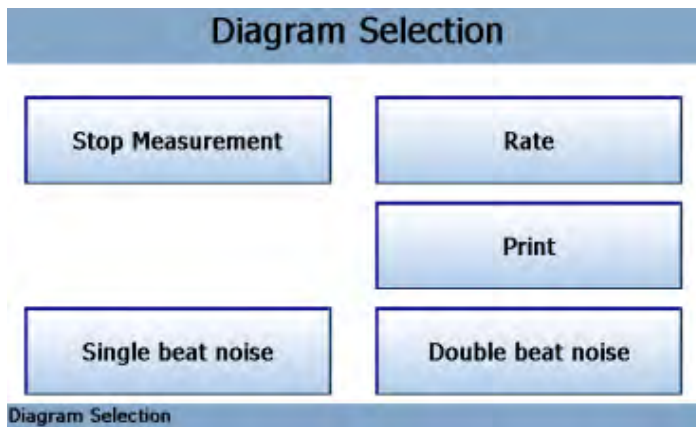 Diagram Selection
Stop Measurement
Rate
Print
Single beat noise
Double beat noise
Diagram Selection